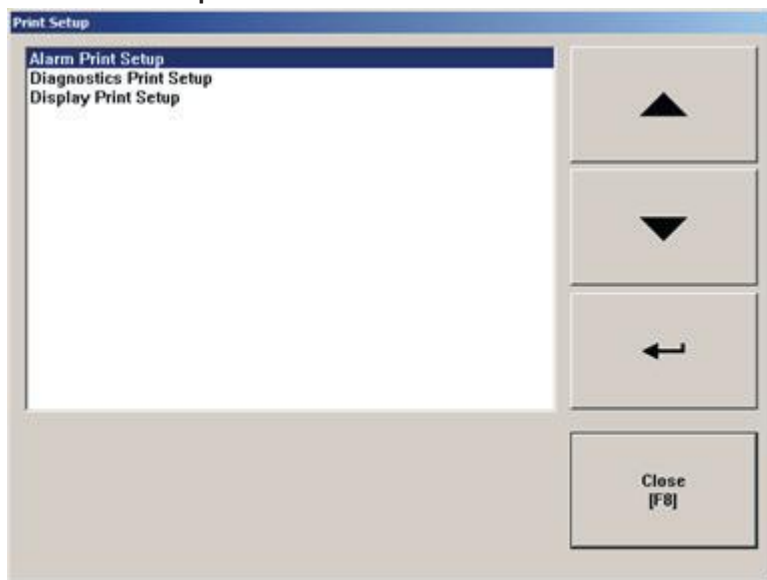 Print Setup
Alarm Print Setup
Diagnostics Print Setup
Display Print Setup
Close
[F8]